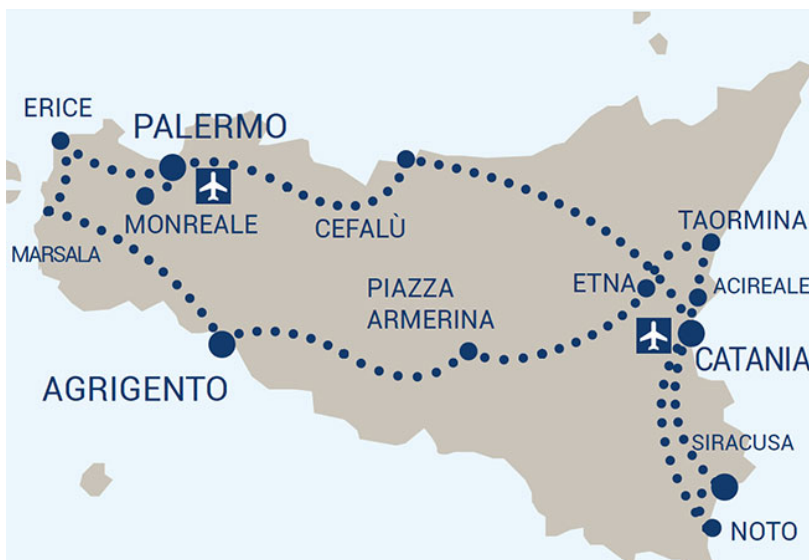 ERICE
PALERMO
MONREALE
CEFALÙ
TAORMINA
MARSALA
ETNA
ACIREALE
PIAZZA
ARMERINA
CATANIA
AGRIGENTO
SIRACUSA
NOTO